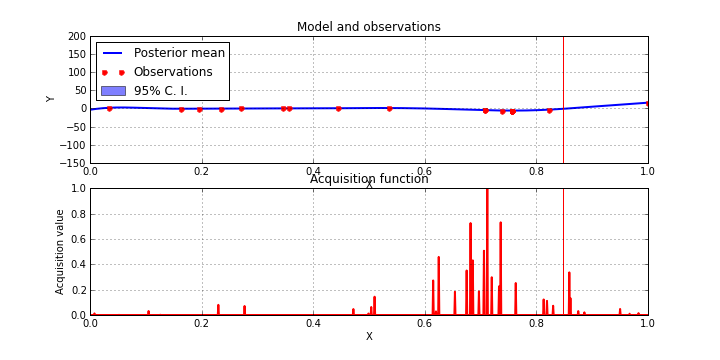 Model and observations
200
150
100
50
0
−50
−100
−150
Y
Posterior mean
Observations
95% C. I.
0.0 0.2 0.4 0.6 0.8 1.0
X
Acquisition function
1.0
0.8
0.6
0.4
0.2
0.0
Acquisition value
0.0 0.2 0.4 0.6 0.8 1.0
X